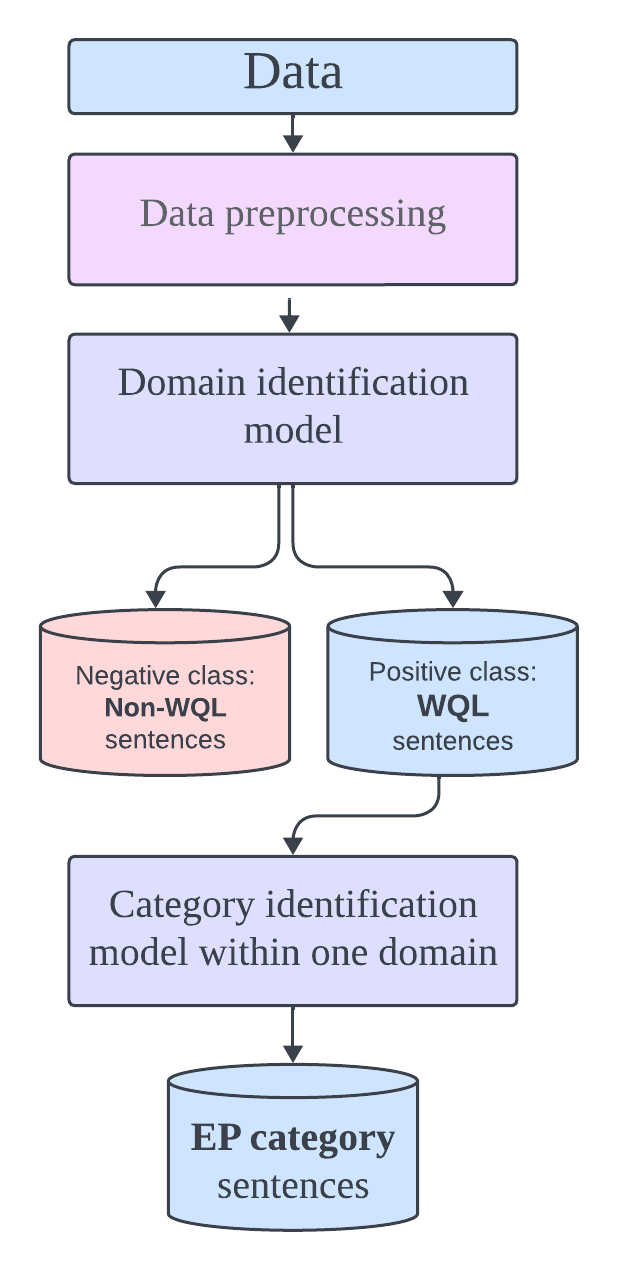 Data
Data preprocessing
Domain identification
model
Negative class:
Non-WQL
sentences
Positive class:
WQL
sentences
Category identification
model within one domain
EP category
sentences